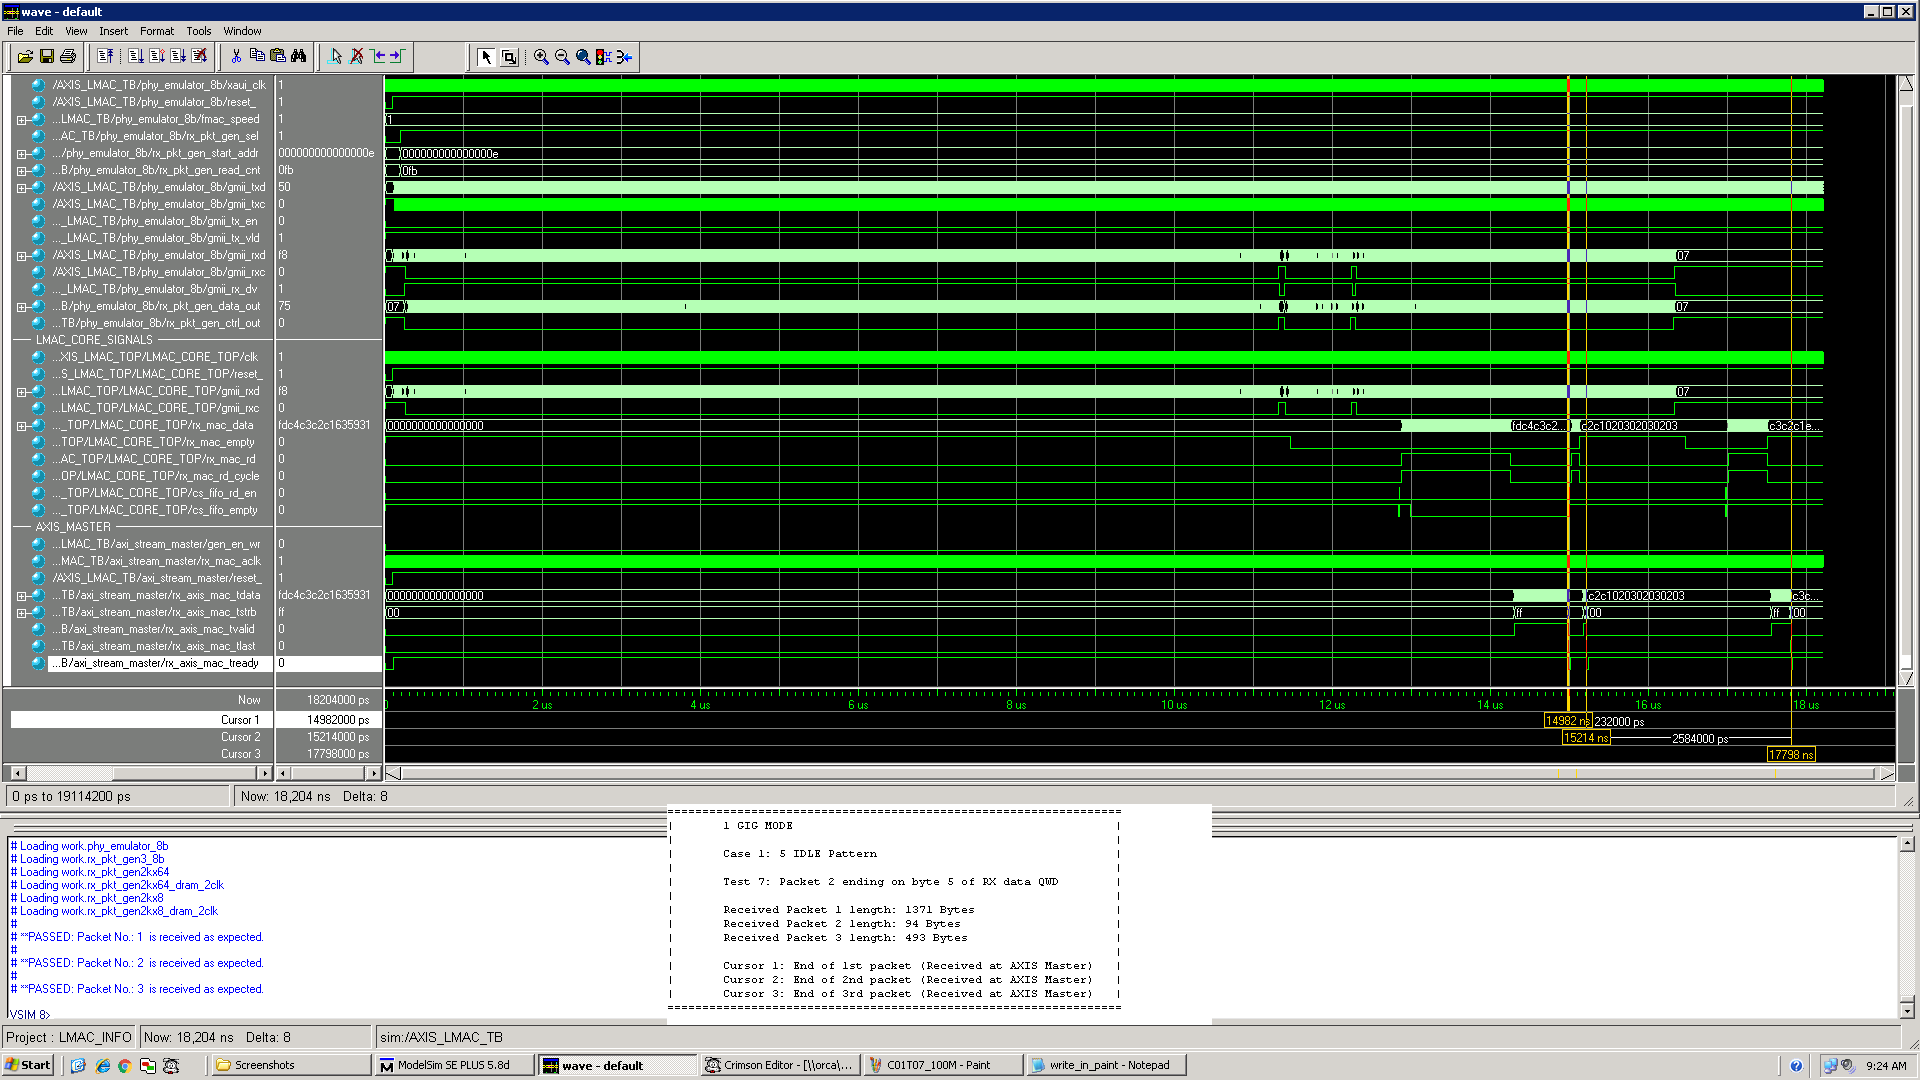 wave - default
File Edit View Insert Format Tools Window
/AXIS_LMAC_TB/phy_emulator_8b/xaui_clk 1
/AXIS_LMAC_TB/phy_emulator_8b/reset_ 1
...LMAC_TB/phy_emulator_8b/fmac_speed 1 1
...AC_TB/phy_emulator_8b/rx_pkt_gen_sel 1
.../phy_emulator_8b/rx_pkt_gen_start_addr 000000000000000e 000000000000000e
...B/phy_emulator_8b/rx_pkt_gen_read_cnt 0fb 0fb
/AXIS_LMAC_TB/phy_emulator_8b/gmii_txd 50
/AXIS_LMAC_TB/phy_emulator_8b/gmii_txc 0
..._LMAC_TB/phy_emulator_8b/gmii_tx_en 0
..._LMAC_TB/phy_emulator_8b/gmii_tx_vld 1
/AXIS_LMAC_TB/phy_emulator_8b/gmii_rxd f8 07
/AXIS_LMAC_TB/phy_emulator_8b/gmii_rxc 0
..._LMAC_TB/phy_emulator_8b/gmii_rx_dv 1
...B/phy_emulator_8b/rx_pkt_gen_data_out 75 07 07
...TB/phy_emulator_8b/rx_pkt_gen_ctrl_out 0
LMAC_CORE_SIGNALS
...XIS_LMAC_TOP/LMAC_CORE_TOP/clk 1
...S_LMAC_TOP/LMAC_CORE_TOP/reset_ 1
...LMAC_TOP/LMAC_CORE_TOP/gmii_rxd f8 07
...LMAC_TOP/LMAC_CORE_TOP/gmii_rxc 0
..._TOP/LMAC_CORE_TOP/rx_mac_data fdc4c3c2c1635931 0000000000000000 fdc4c3c2... c2c1020302030203 c3c2c1e...
...TOP/LMAC_CORE_TOP/rx_mac_empty 0
...AC_TOP/LMAC_CORE_TOP/rx_mac_rd 0
...OP/LMAC_CORE_TOP/rx_mac_rd_cycle 0
..._TOP/LMAC_CORE_TOP/cs_fifo_rd_en 0
..._TOP/LMAC_CORE_TOP/cs_fifo_empty 0
AXIS_MASTER
...LMAC_TB/axi_stream_master/gen_en_wr 0
...MAC_TB/axi_stream_master/rx_mac_aclk 1
/AXIS_LMAC_TB/axi_stream_master/reset_ 1
...TB/axi_stream_master/rx_axis_mac_tdata fdc4c3c2c1635931 0000000000000000 c2c1020302030203 c3c...
...TB/axi_stream_master/rx_axis_mac_tstrb ff 00 ff 00 ff 00
...B/axi_stream_master/rx_axis_mac_tvalid 0
...TB/axi_stream_master/rx_axis_mac_tlast 0
...B/axi_stream_master/rx_axis_mac_tready 0
Now 18204000 ps 0 2 us 4 us 6 us 8 us 10 us 12 us 14 us 16 us 18 us
Cursor 1 14982000 ps 14982 ns 232000 ps
Cursor 2 15214000 ps 15214 ns 2584000 ps
Cursor 3 17798000 ps 17798 ns
0 ps to 19114200 ps Now: 18,204 ns Delta: 8
# Loading work.phy_emulator_8b
# Loading work.rx_pkt_gen3_8b
# Loading work.rx_pkt_gen2kx64
# Loading work.rx_pkt_gen2kx64_dram_2clk
# Loading work.rx_pkt_gen2kx8
# Loading work.rx_pkt_gen2kx8_dram_2clk
#
# **PASSED: Packet No.: 1 is received as expected.
#
# **PASSED: Packet No.: 2 is received as expected.
#
# **PASSED: Packet No.: 3 is received as expected.
VSIM 8>
1 GIG MODE
Case 1: 5 IDLE Pattern
Test 7: Packet 2 ending on byte 5 of RX data QWD
Received Packet 1 length: 1371 Bytes
Received Packet 2 length: 94 Bytes
Received Packet 3 length: 493 Bytes
Cursor 1: End of 1st packet (Received at AXIS Master)
Cursor 2: End of 2nd packet (Received at AXIS Master)
Cursor 3: End of 3rd packet (Received at AXIS Master)
Project : LMAC_INFO Now: 18,204 ns Delta: 8 sim:/AXIS_LMAC_TB
Start Screenshots ModelSim SE PLUS 5.8d wave - default Crimson Editor - [\\orca\... C01T07_100M - Paint write_in_paint - Notepad 9:24 AM